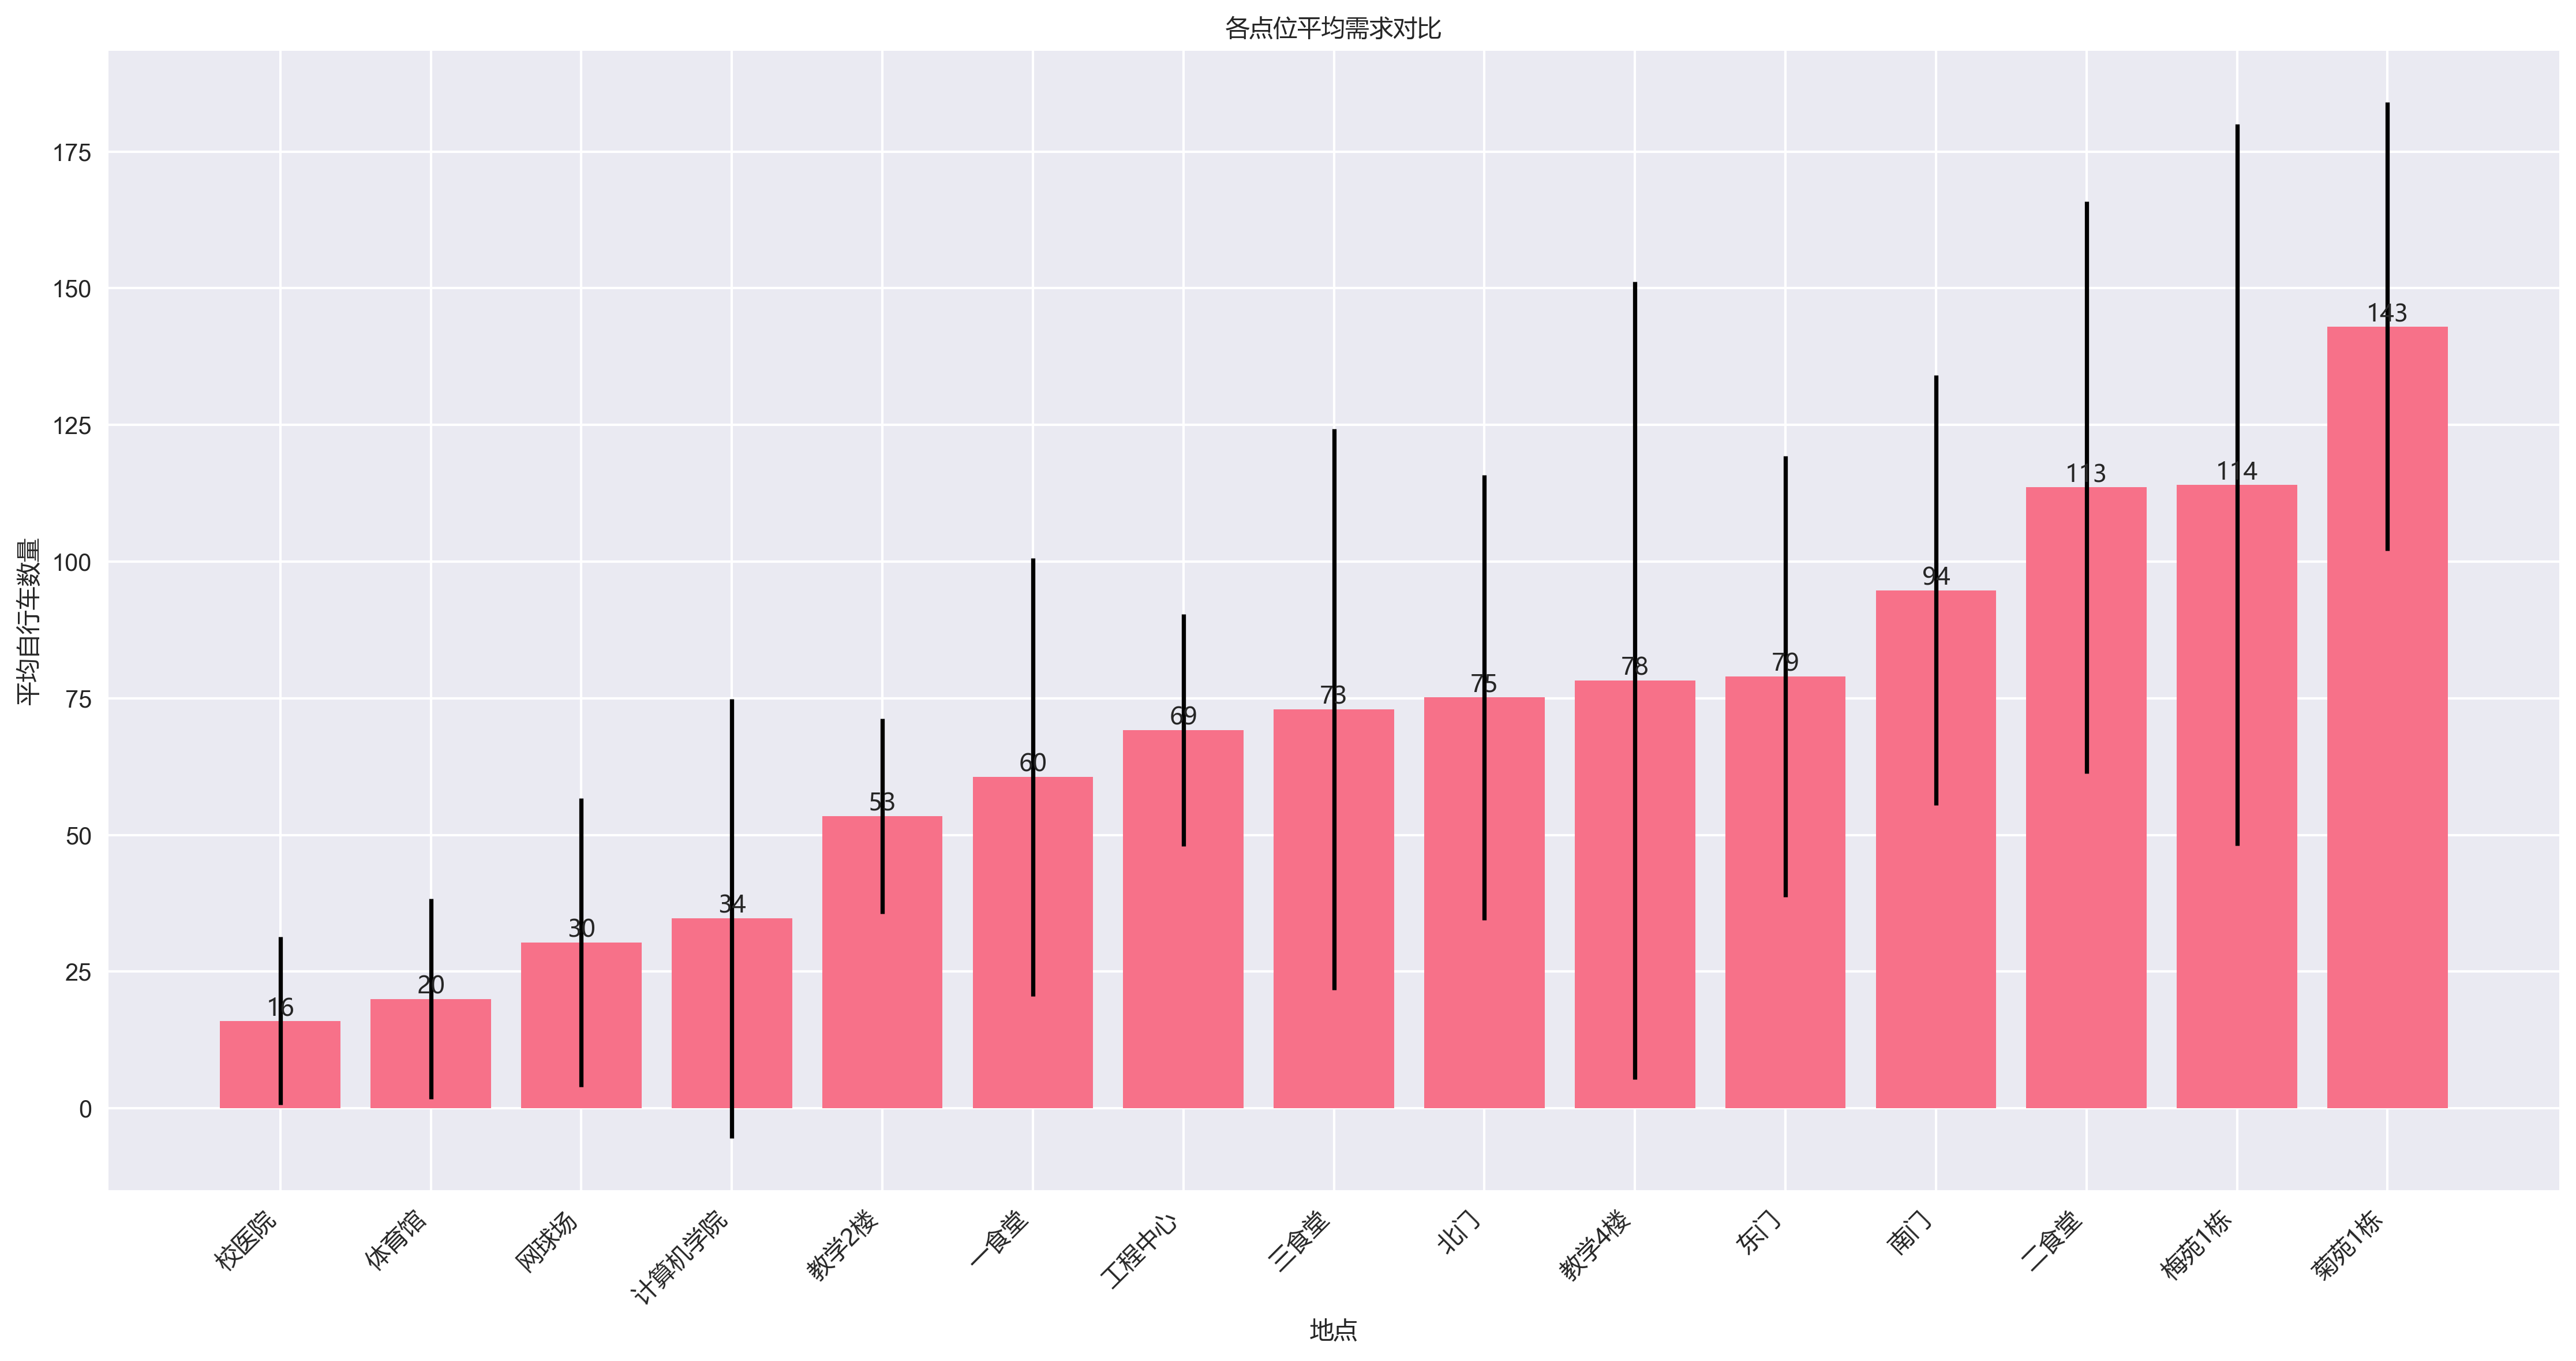 各点位平均需求对比
平均自行车数量
175
150
125
100
75
50
25
0
16
20
30
34
53
60
69
73
75
78
79
94
113
114
143
校医院
体育馆
网球场
计算机学院
教学2楼
一食堂
工程中心
三食堂
北门
教学4楼
东门
南门
二食堂
梅苑1栋
菊苑1栋
地点